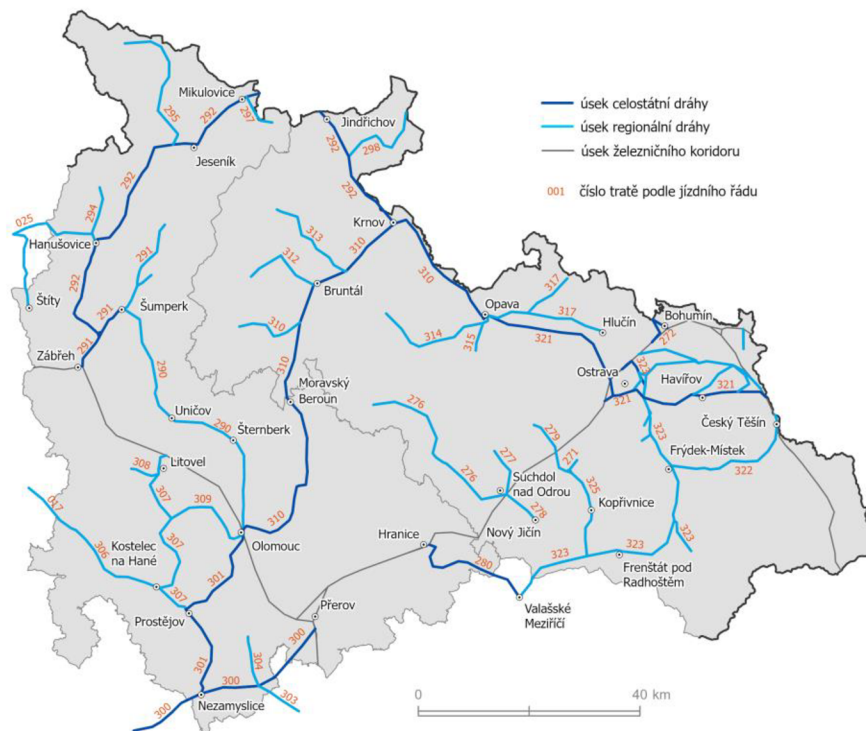 Mikulovice
295
292
297
Jeseník
Jindřichov
292
298
úsek celostátní dráhy
úsek regionální dráhy
úsek železničního koridoru
001 číslo tratě podle jízdního řádu
292
292
294
025
Hanušovice
291
313
Krnov
310
312
310
292
Štíty
291
Šumperk
Bruntál
317
Opava
317
Hlučín
Bohumín
310
314
315
321
272
291
Zábřeh
290
310
Moravský
Beroun
Ostrava
323
Havířov
321
321
Český Těšín
276
Uničov
290
Šternberk
279
277
323
Frýdek-Místek
322
308
Litovel
271
276
Suchdol
nad Odrou
307
309
325
Kopřivnice
017
310
278
323
Olomouc
Hranice
Nový Jičín
Kostelec
na Hané
306
307
323
323
280
Frenštát pod
Radhoštěm
301
307
Valašské
Meziříčí
Prostějov
Přerov
300
301
304
0
40 km
300
303
Nezamyslice
300